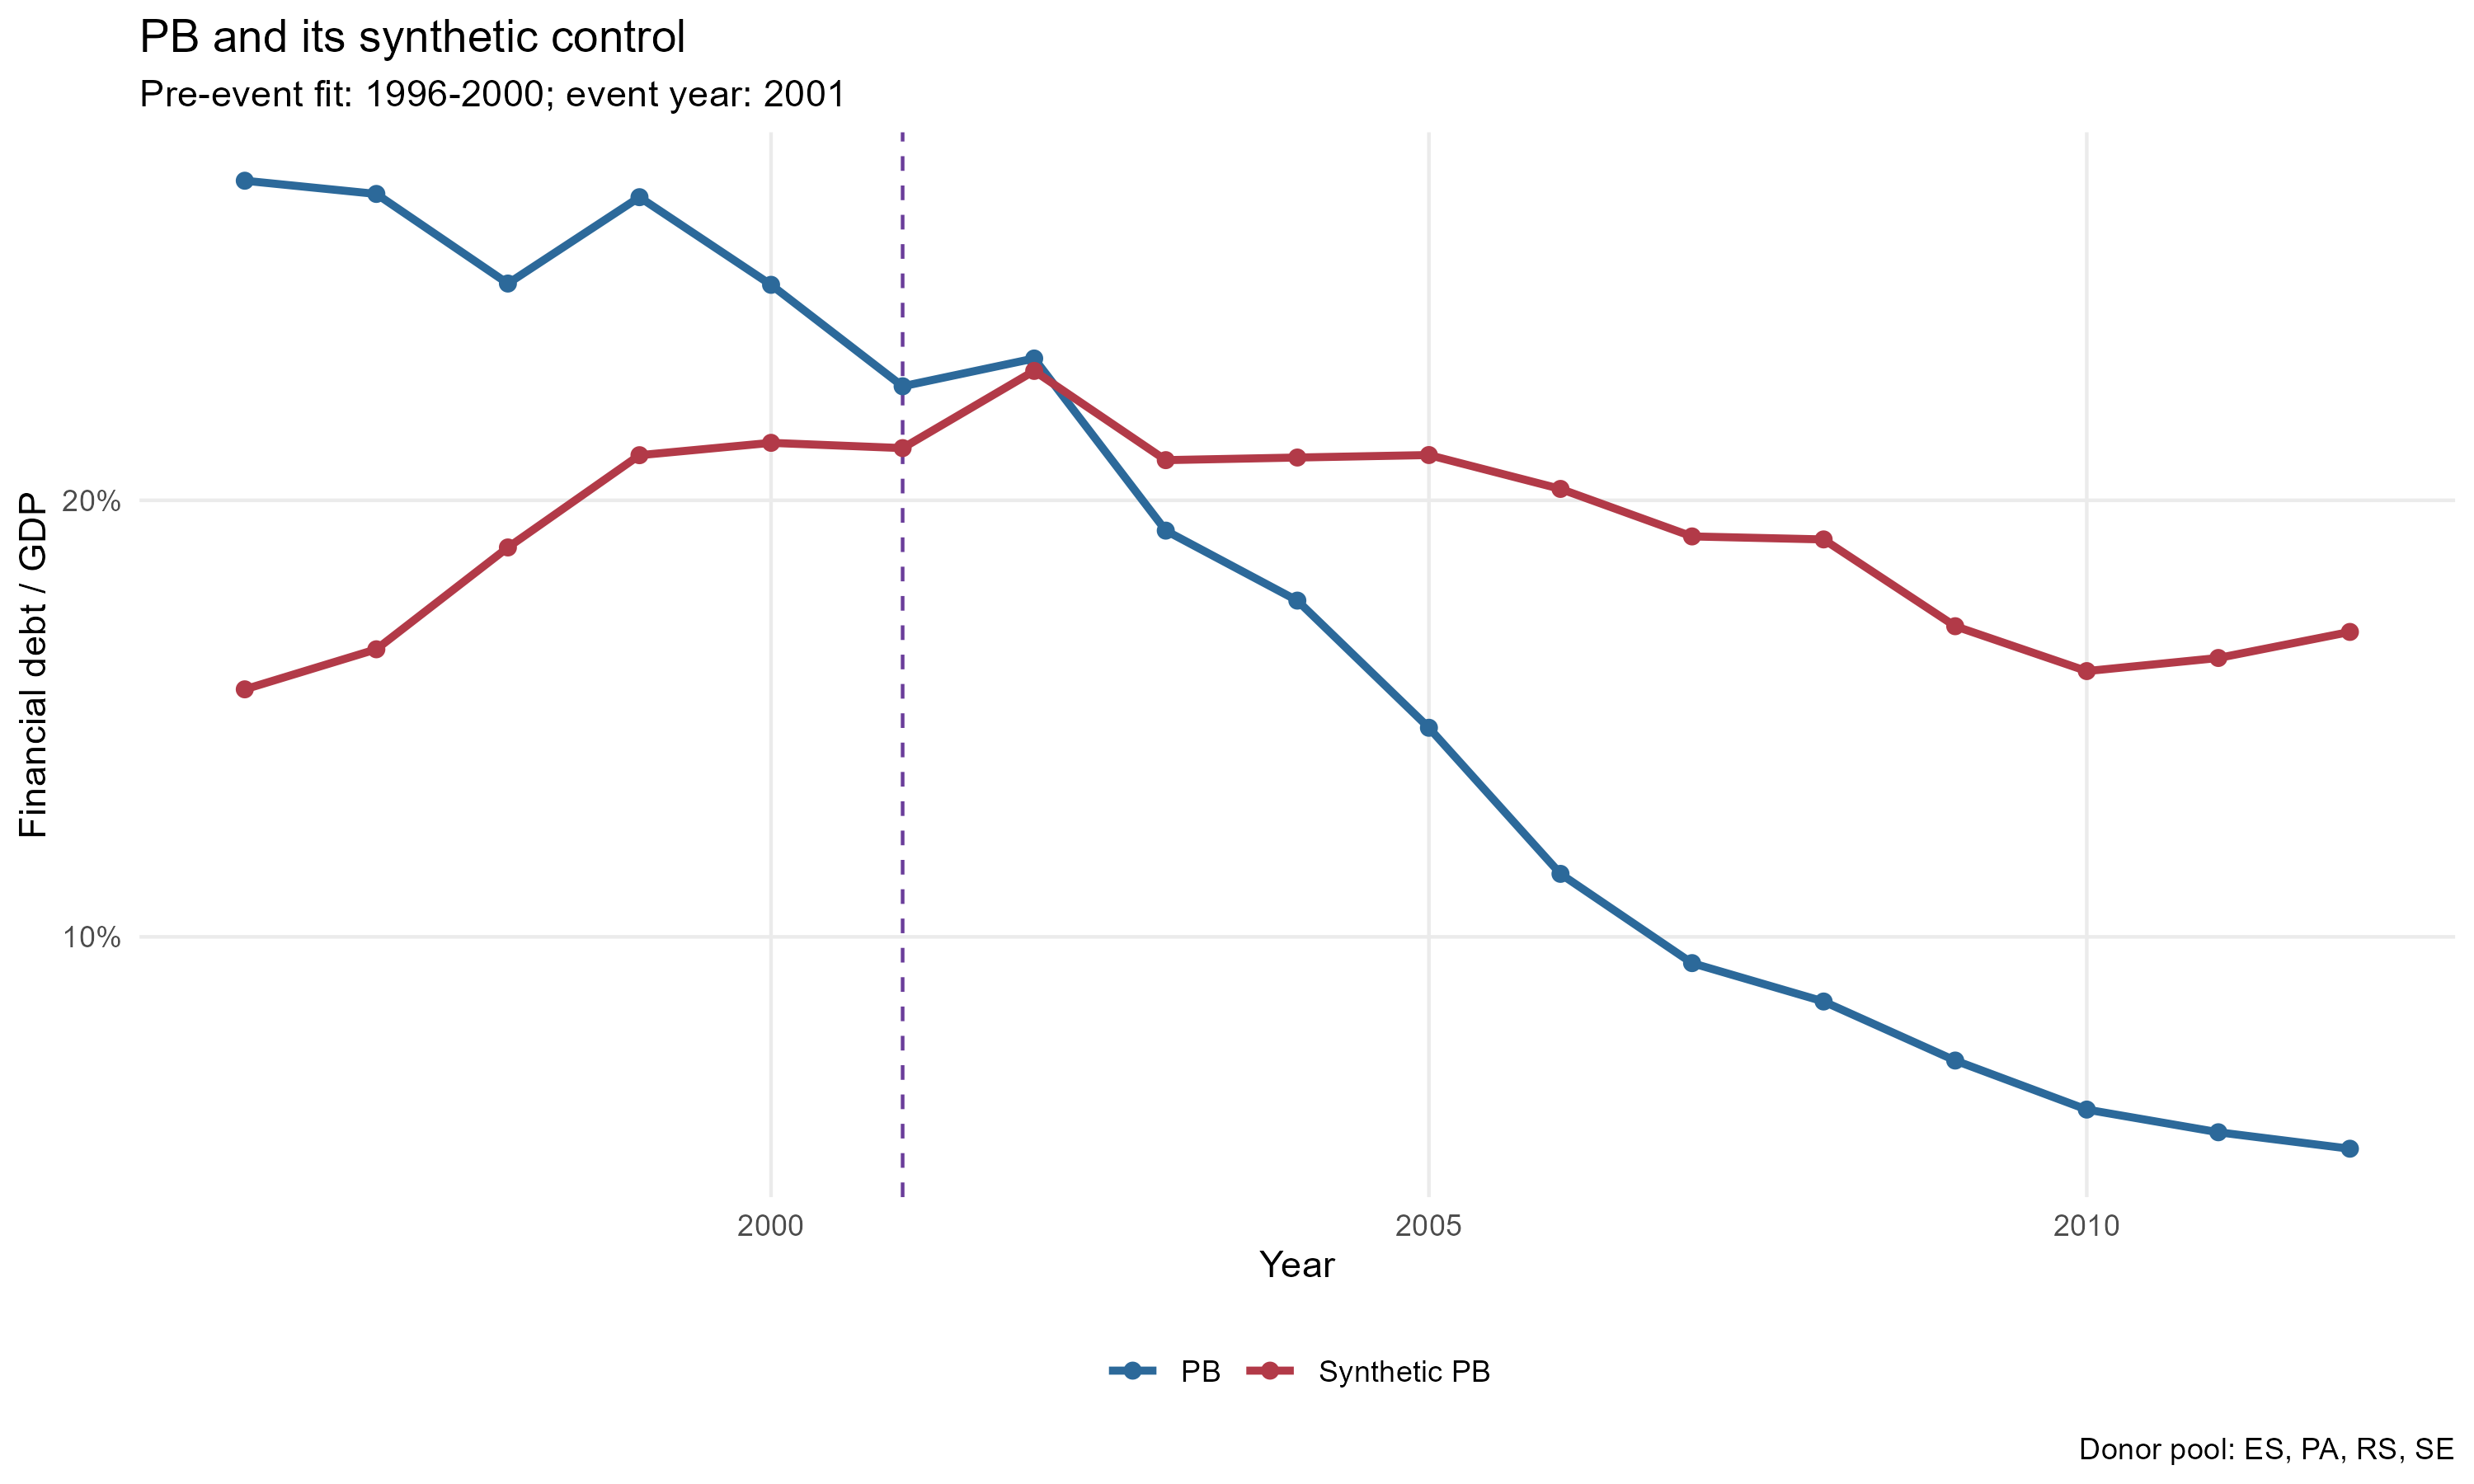 PB and its synthetic control
Pre-event fit: 1996-2000; event year: 2001
Financial debt / GDP
20%
10%
2000
2005
2010
Year
PB
Synthetic PB
Donor pool: ES, PA, RS, SE